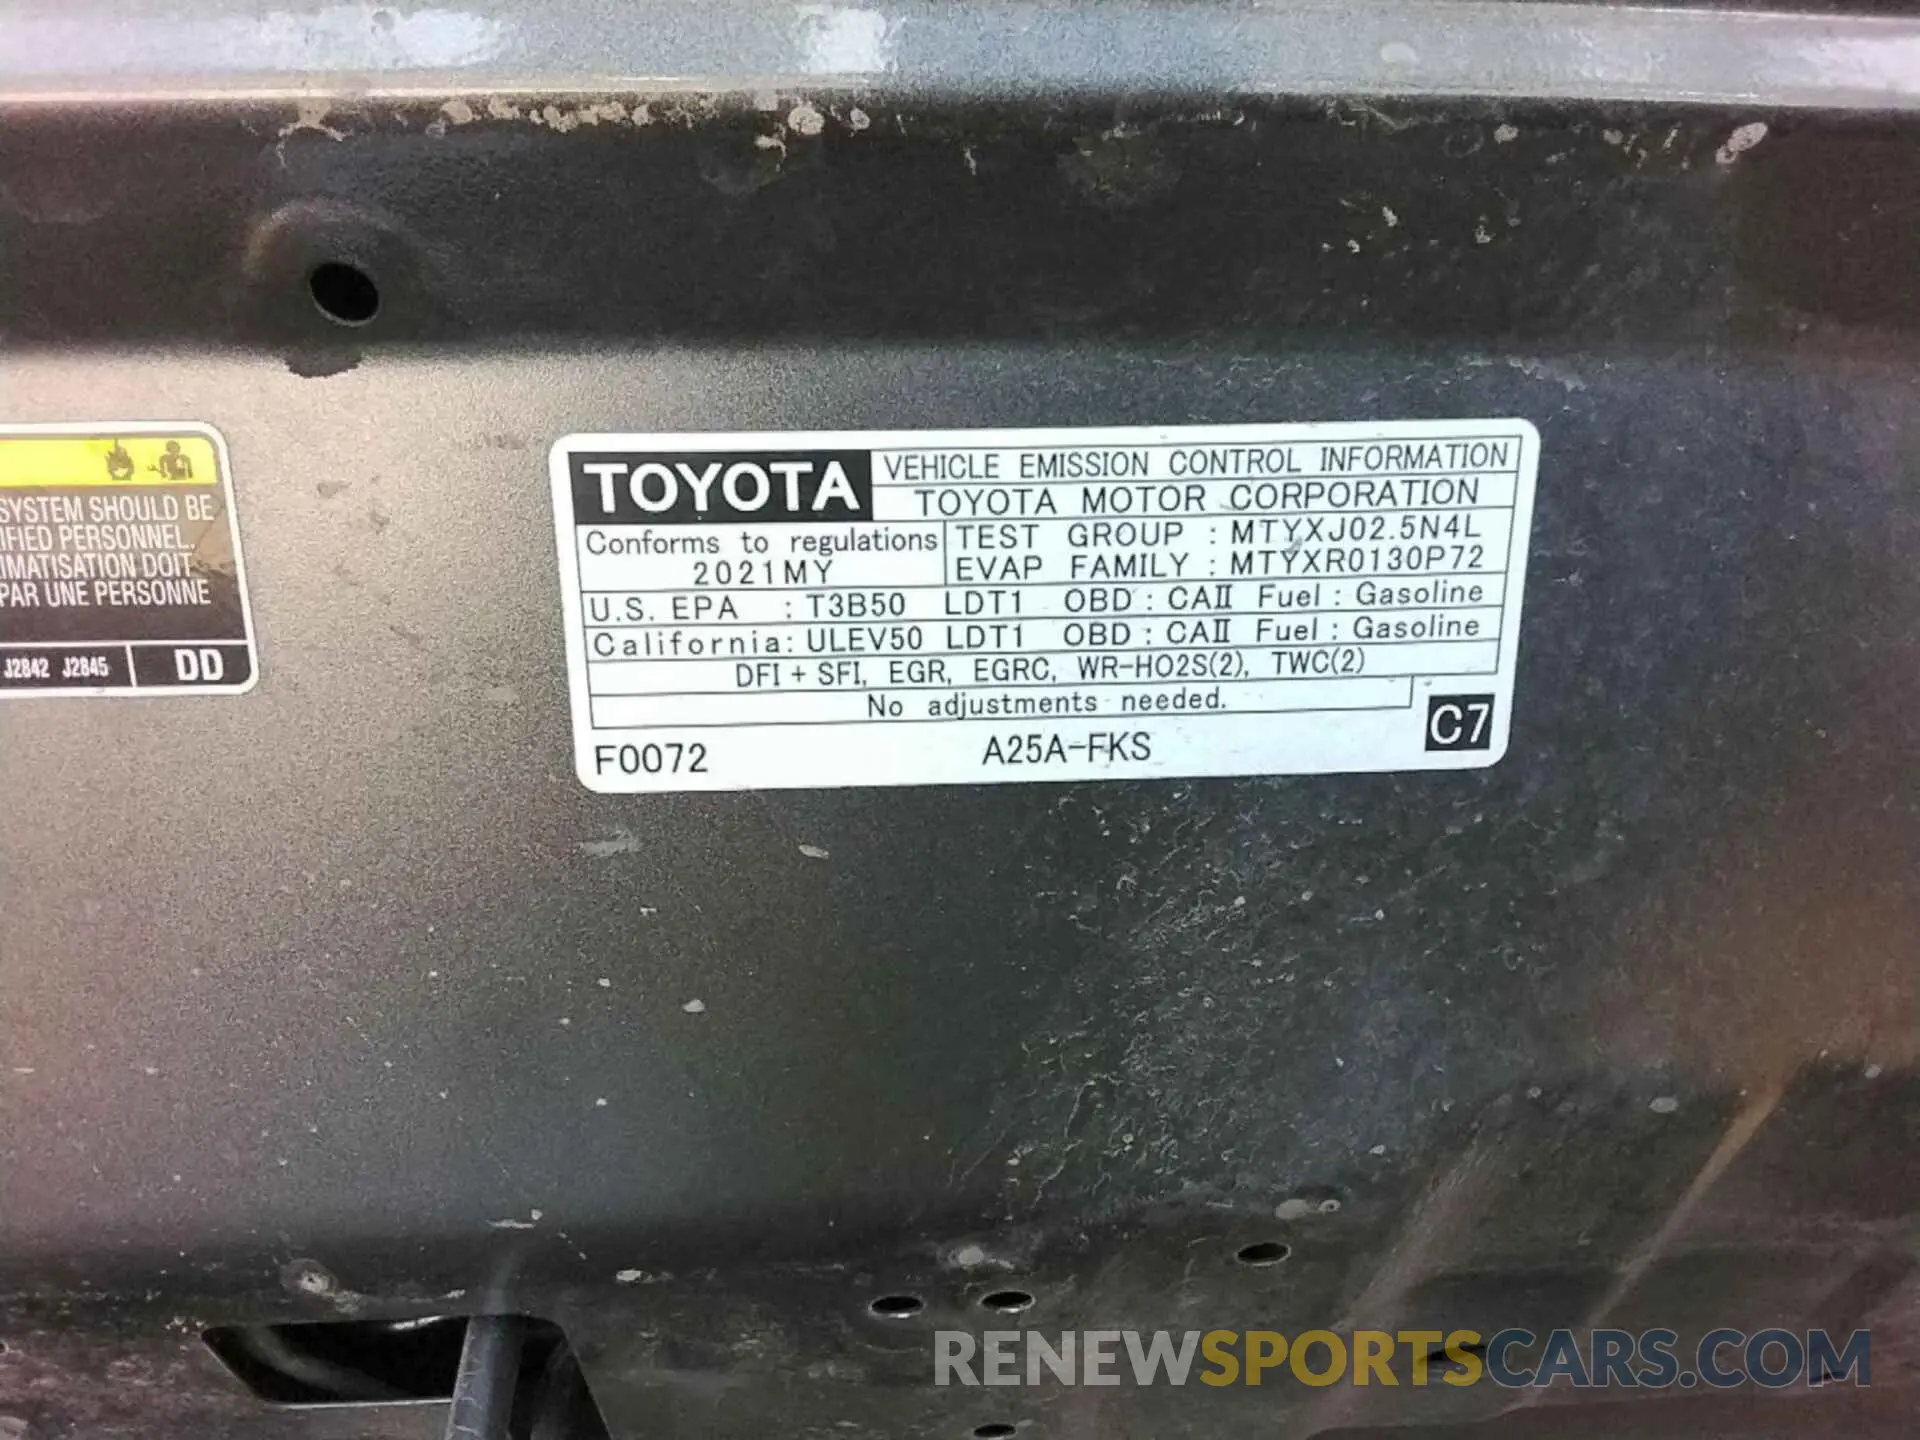 SYSTEM SHOULD BE
IFIED PERSONNEL.
IMATISATION DOIT
PAR UNE PERSONNE
J2842 J2845 DD
TOYOTA VEHICLE EMISSION CONTROL INFORMATION
TOYOTA MOTOR CORPORATION
Conforms to regulations
2021MY
TEST GROUP : MTYXJ02.5N4L
EVAP FAMILY : MTYXR0130P72
U.S. EPA : T3B50 LDT1 OBD : CAⅡ Fuel : Gasoline
California: ULEV50 LDT1 OBD : CAⅡ Fuel : Gasoline
DFI + SFI, EGR, EGRC, WR-HO2S(2), TWC(2)
No adjustments needed.
F0072 A25A-FKS C7
RENEWSPORTSCARS.COM